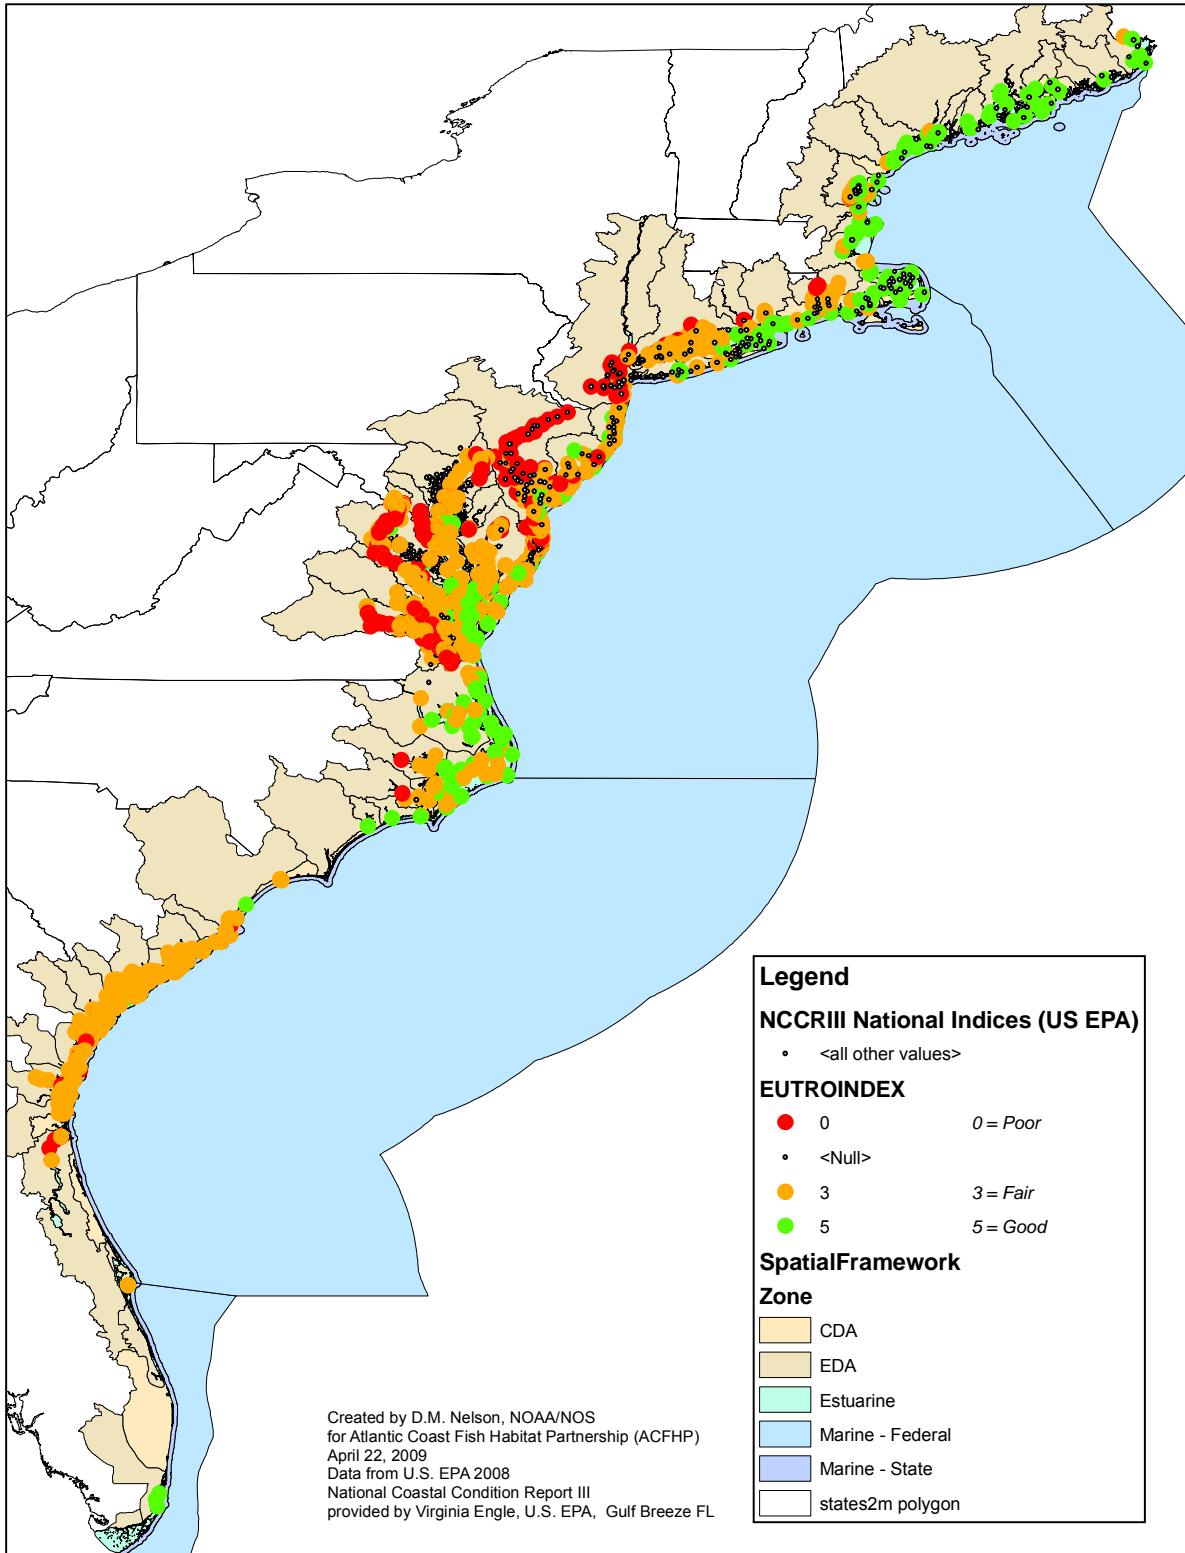 Legend
NCCRIII National Indices (US EPA)
<all other values>
EUTROINDEX
0 0 = Poor
<Null>
3 3 = Fair
5 5 = Good
SpatialFramework
Zone
CDA
EDA
Estuarine
Marine - Federal
Marine - State
states2m polygon
Created by D.M. Nelson, NOAA/NOS
for Atlantic Coast Fish Habitat Partnership (ACFHP)
April 22, 2009
Data from U.S. EPA 2008
National Coastal Condition Report III
provided by Virginia Engle, U.S. EPA, Gulf Breeze FL